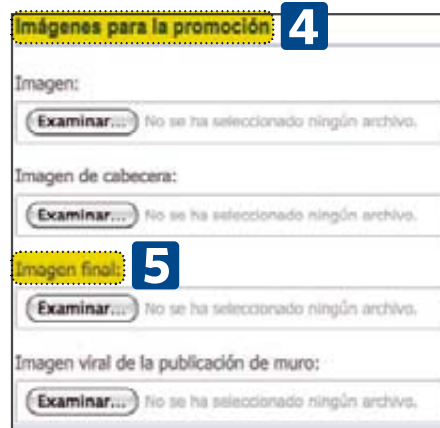 Imágenes para la promoción 4
Imagen:
Examinar... No se ha seleccionado ningún archivo.
Imagen de cabecera:
Examinar... No se ha seleccionado ningún archivo.
Imagen final: 5
Examinar... No se ha seleccionado ningún archivo.
Imagen viral de la publicación de muro:
Examinar... No se ha seleccionado ningún archivo.